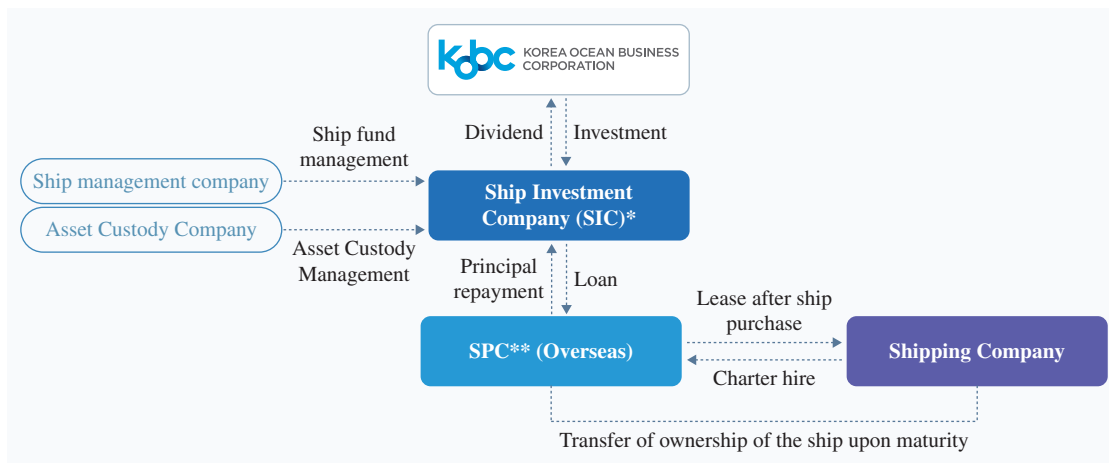 kobc KOREA OCEAN BUSINESS
CORPORATION
Dividend
Investment
Ship fund
management
Ship management company
Ship Investment
Company (SIC)*
Asset Custody Company
Asset Custody
Management
Principal
repayment
Loan
Lease after ship
purchase
SPC** (Overseas)
Shipping Company
Charter hire
Transfer of ownership of the ship upon maturity